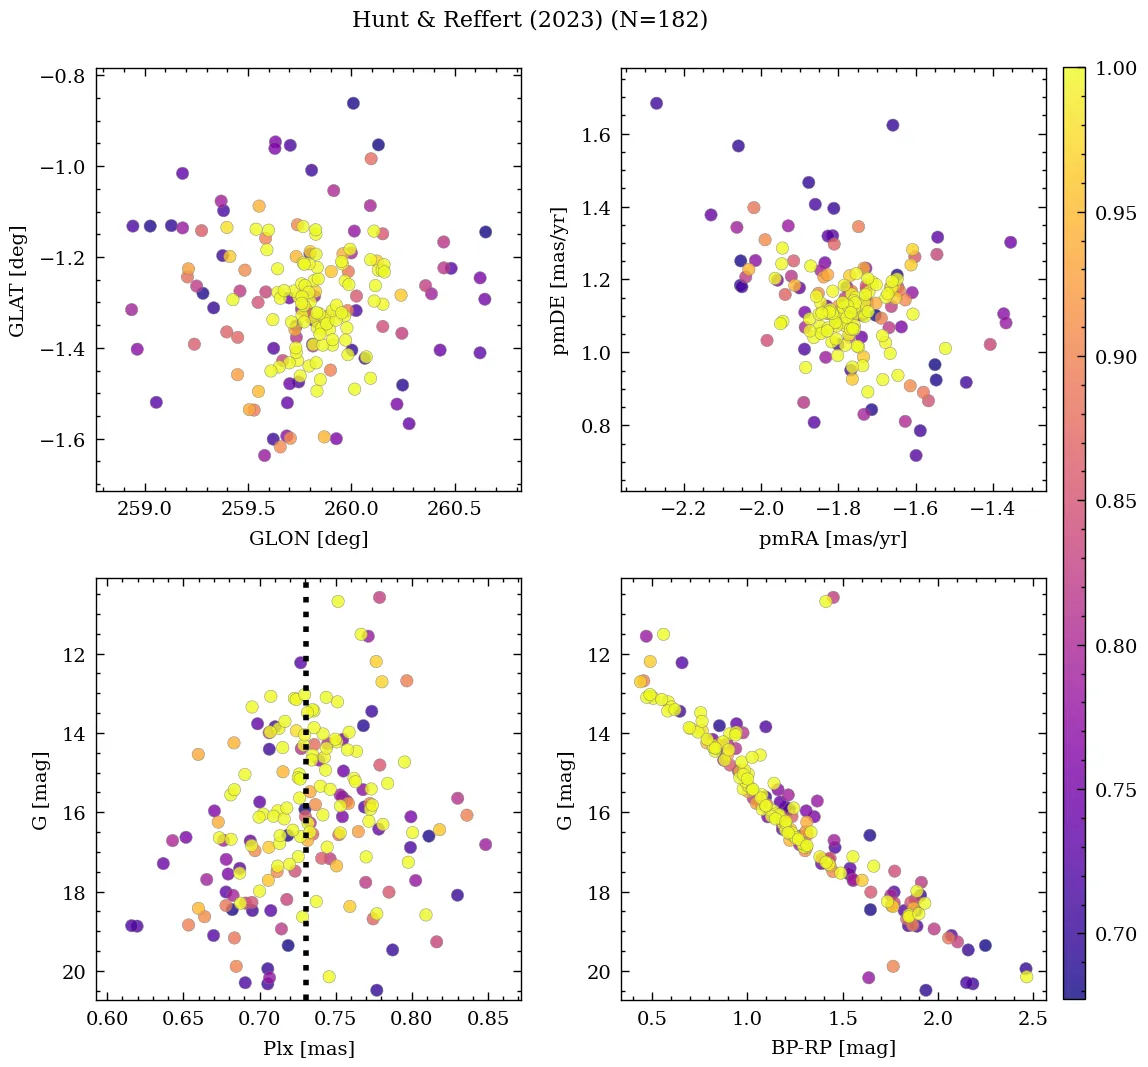 Hunt & Reffert (2023) (N=182)
−0.8
−1.0
−1.2
−1.4
−1.6
GLAT [deg]
259.0 259.5 260.0 260.5
GLON [deg]
1.6
1.4
1.2
1.0
0.8
pmDE [mas/yr]
−2.2 −2.0 −1.8 −1.6 −1.4
pmRA [mas/yr]
12
14
16
18
20
G [mag]
0.60 0.65 0.70 0.75 0.80 0.85
Plx [mas]
12
14
16
18
20
G [mag]
0.5 1.0 1.5 2.0 2.5
BP-RP [mag]
1.00
0.95
0.90
0.85
0.80
0.75
0.70